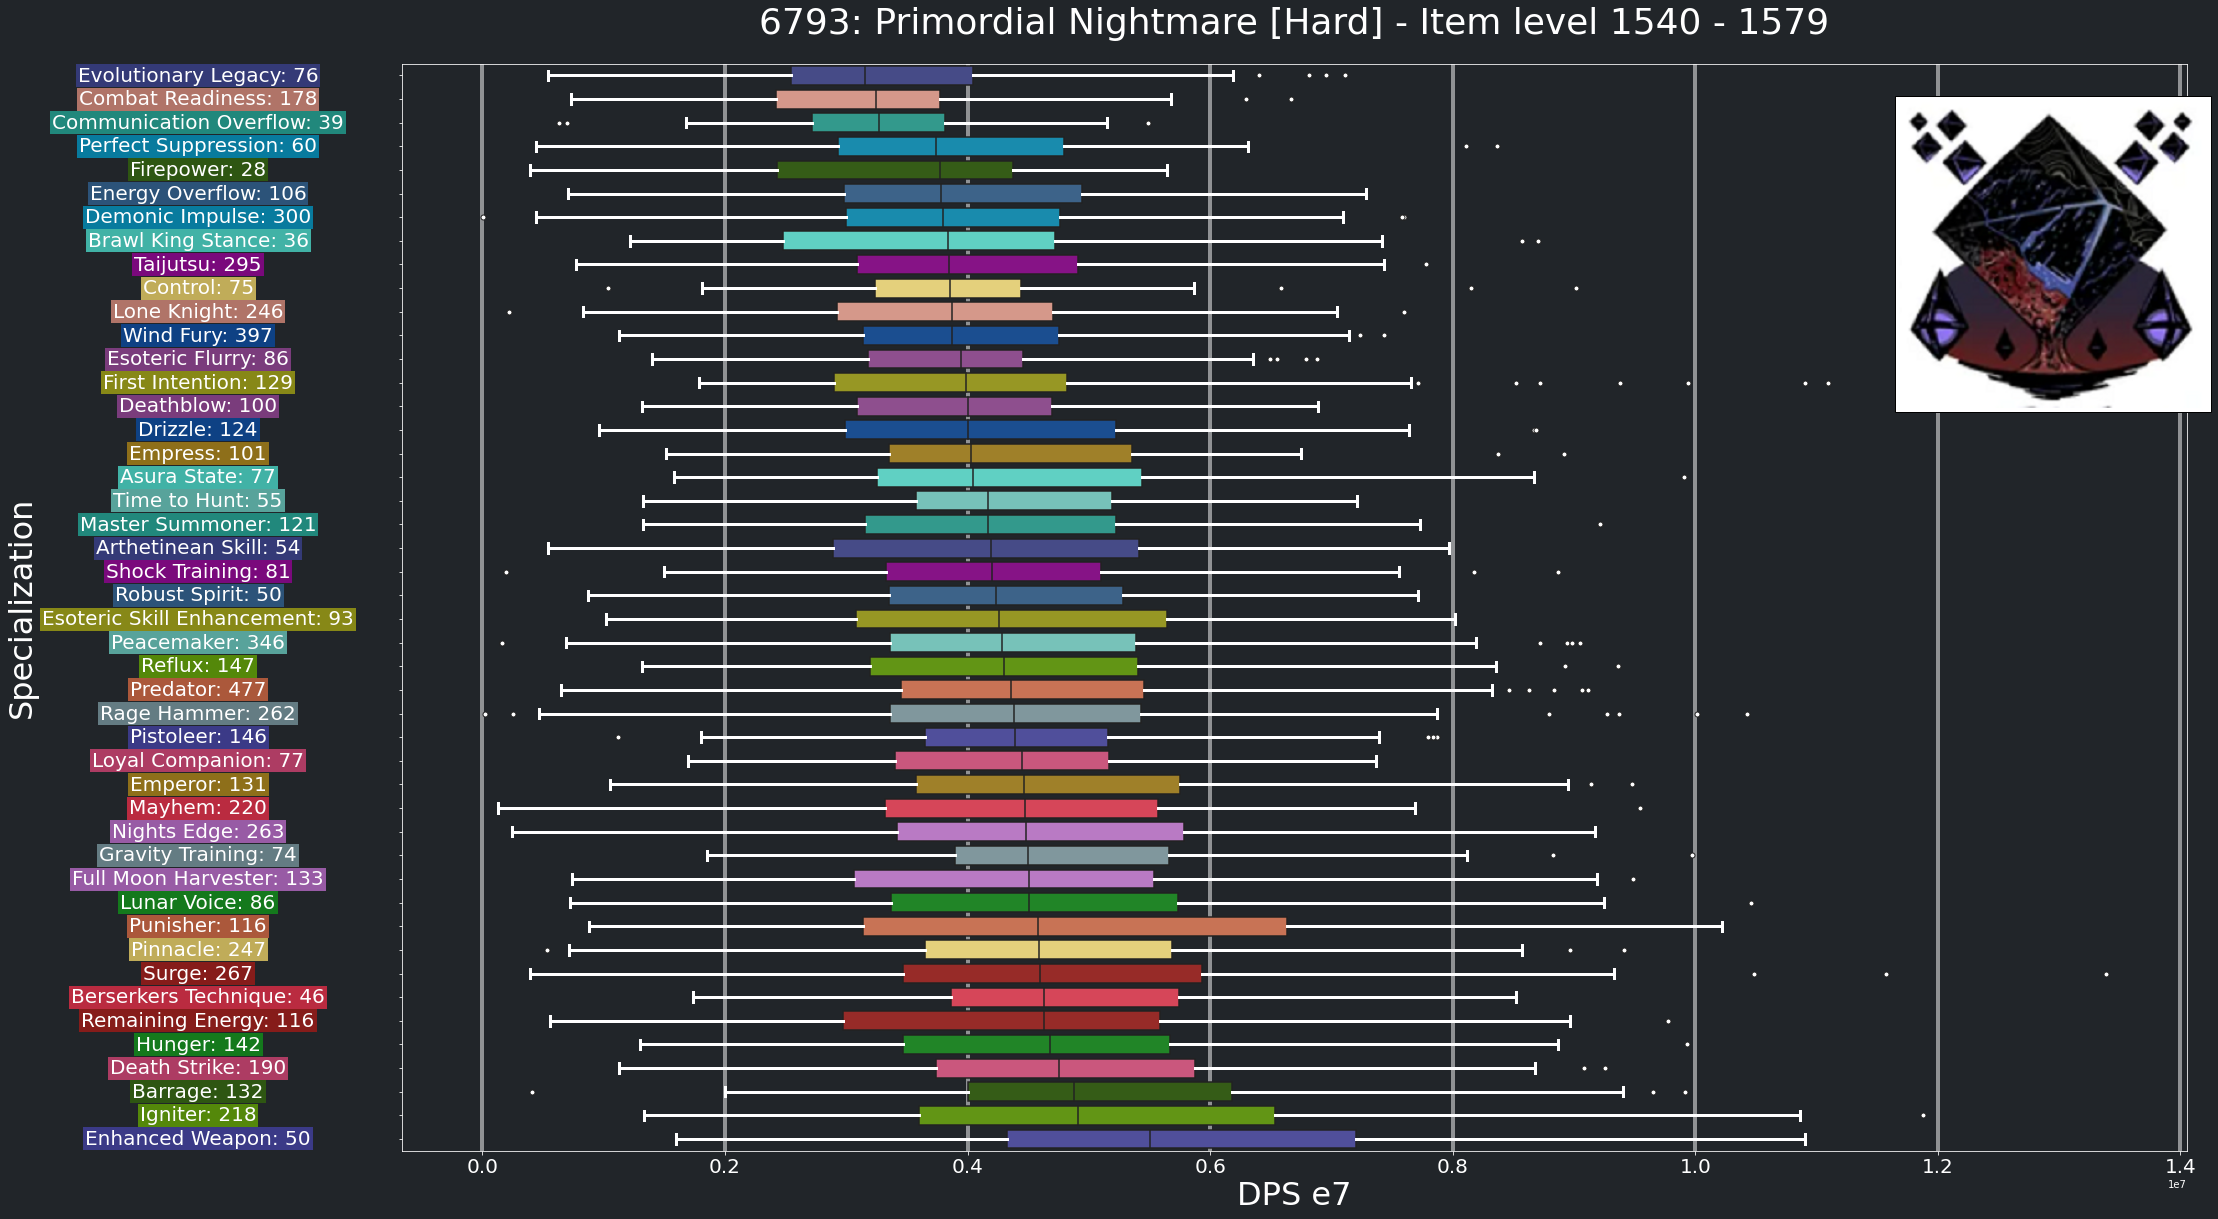 6793: Primordial Nightmare [Hard] - Item level 1540 - 1579
Specialization
Evolutionary Legacy: 76
Combat Readiness: 178
Communication Overflow: 39
Perfect Suppression: 60
Firepower: 28
Energy Overflow: 106
Demonic Impulse: 300
Brawl King Stance: 36
Taijutsu: 295
Control: 75
Lone Knight: 246
Wind Fury: 397
Esoteric Flurry: 86
First Intention: 129
Deathblow: 100
Drizzle: 124
Empress: 101
Asura State: 77
Time to Hunt: 55
Master Summoner: 121
Arthetinean Skill: 54
Shock Training: 81
Robust Spirit: 50
Esoteric Skill Enhancement: 93
Peacemaker: 346
Reflux: 147
Predator: 477
Rage Hammer: 262
Pistoleer: 146
Loyal Companion: 77
Emperor: 131
Mayhem: 220
Nights Edge: 263
Gravity Training: 74
Full Moon Harvester: 133
Lunar Voice: 86
Punisher: 116
Pinnacle: 247
Surge: 267
Berserkers Technique: 46
Remaining Energy: 116
Hunger: 142
Death Strike: 190
Barrage: 132
Igniter: 218
Enhanced Weapon: 50
0.0 0.2 0.4 0.6 0.8 1.0 1.2 1.4
1e7
DPS e7